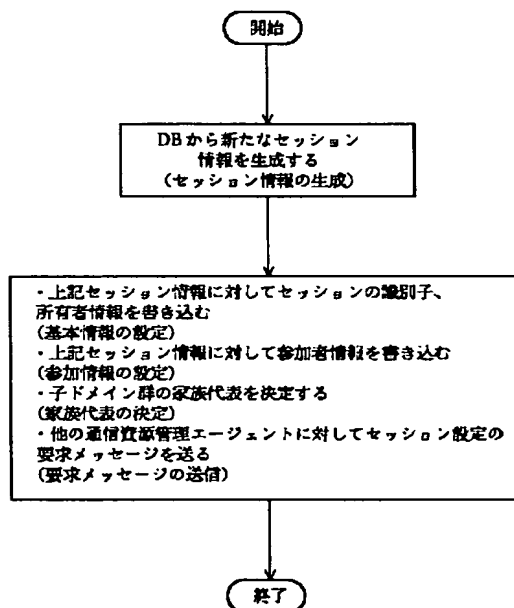 開始
DBから新たなセッション
情報を生成する
(セッション情報の生成)
・上記セッション情報に対してセッションの識別子、
所有者情報を書き込む
(基本情報の設定)
・上記セッション情報に対して参加者情報を書き込む
(参加情報の設定)
・子ドメイン群の家族代表を決定する
(家族代表の決定)
・他の通信資源管理エージェントに対してセッション設定の
要求メッセージを送る
(要求メッセージの送信)
終了